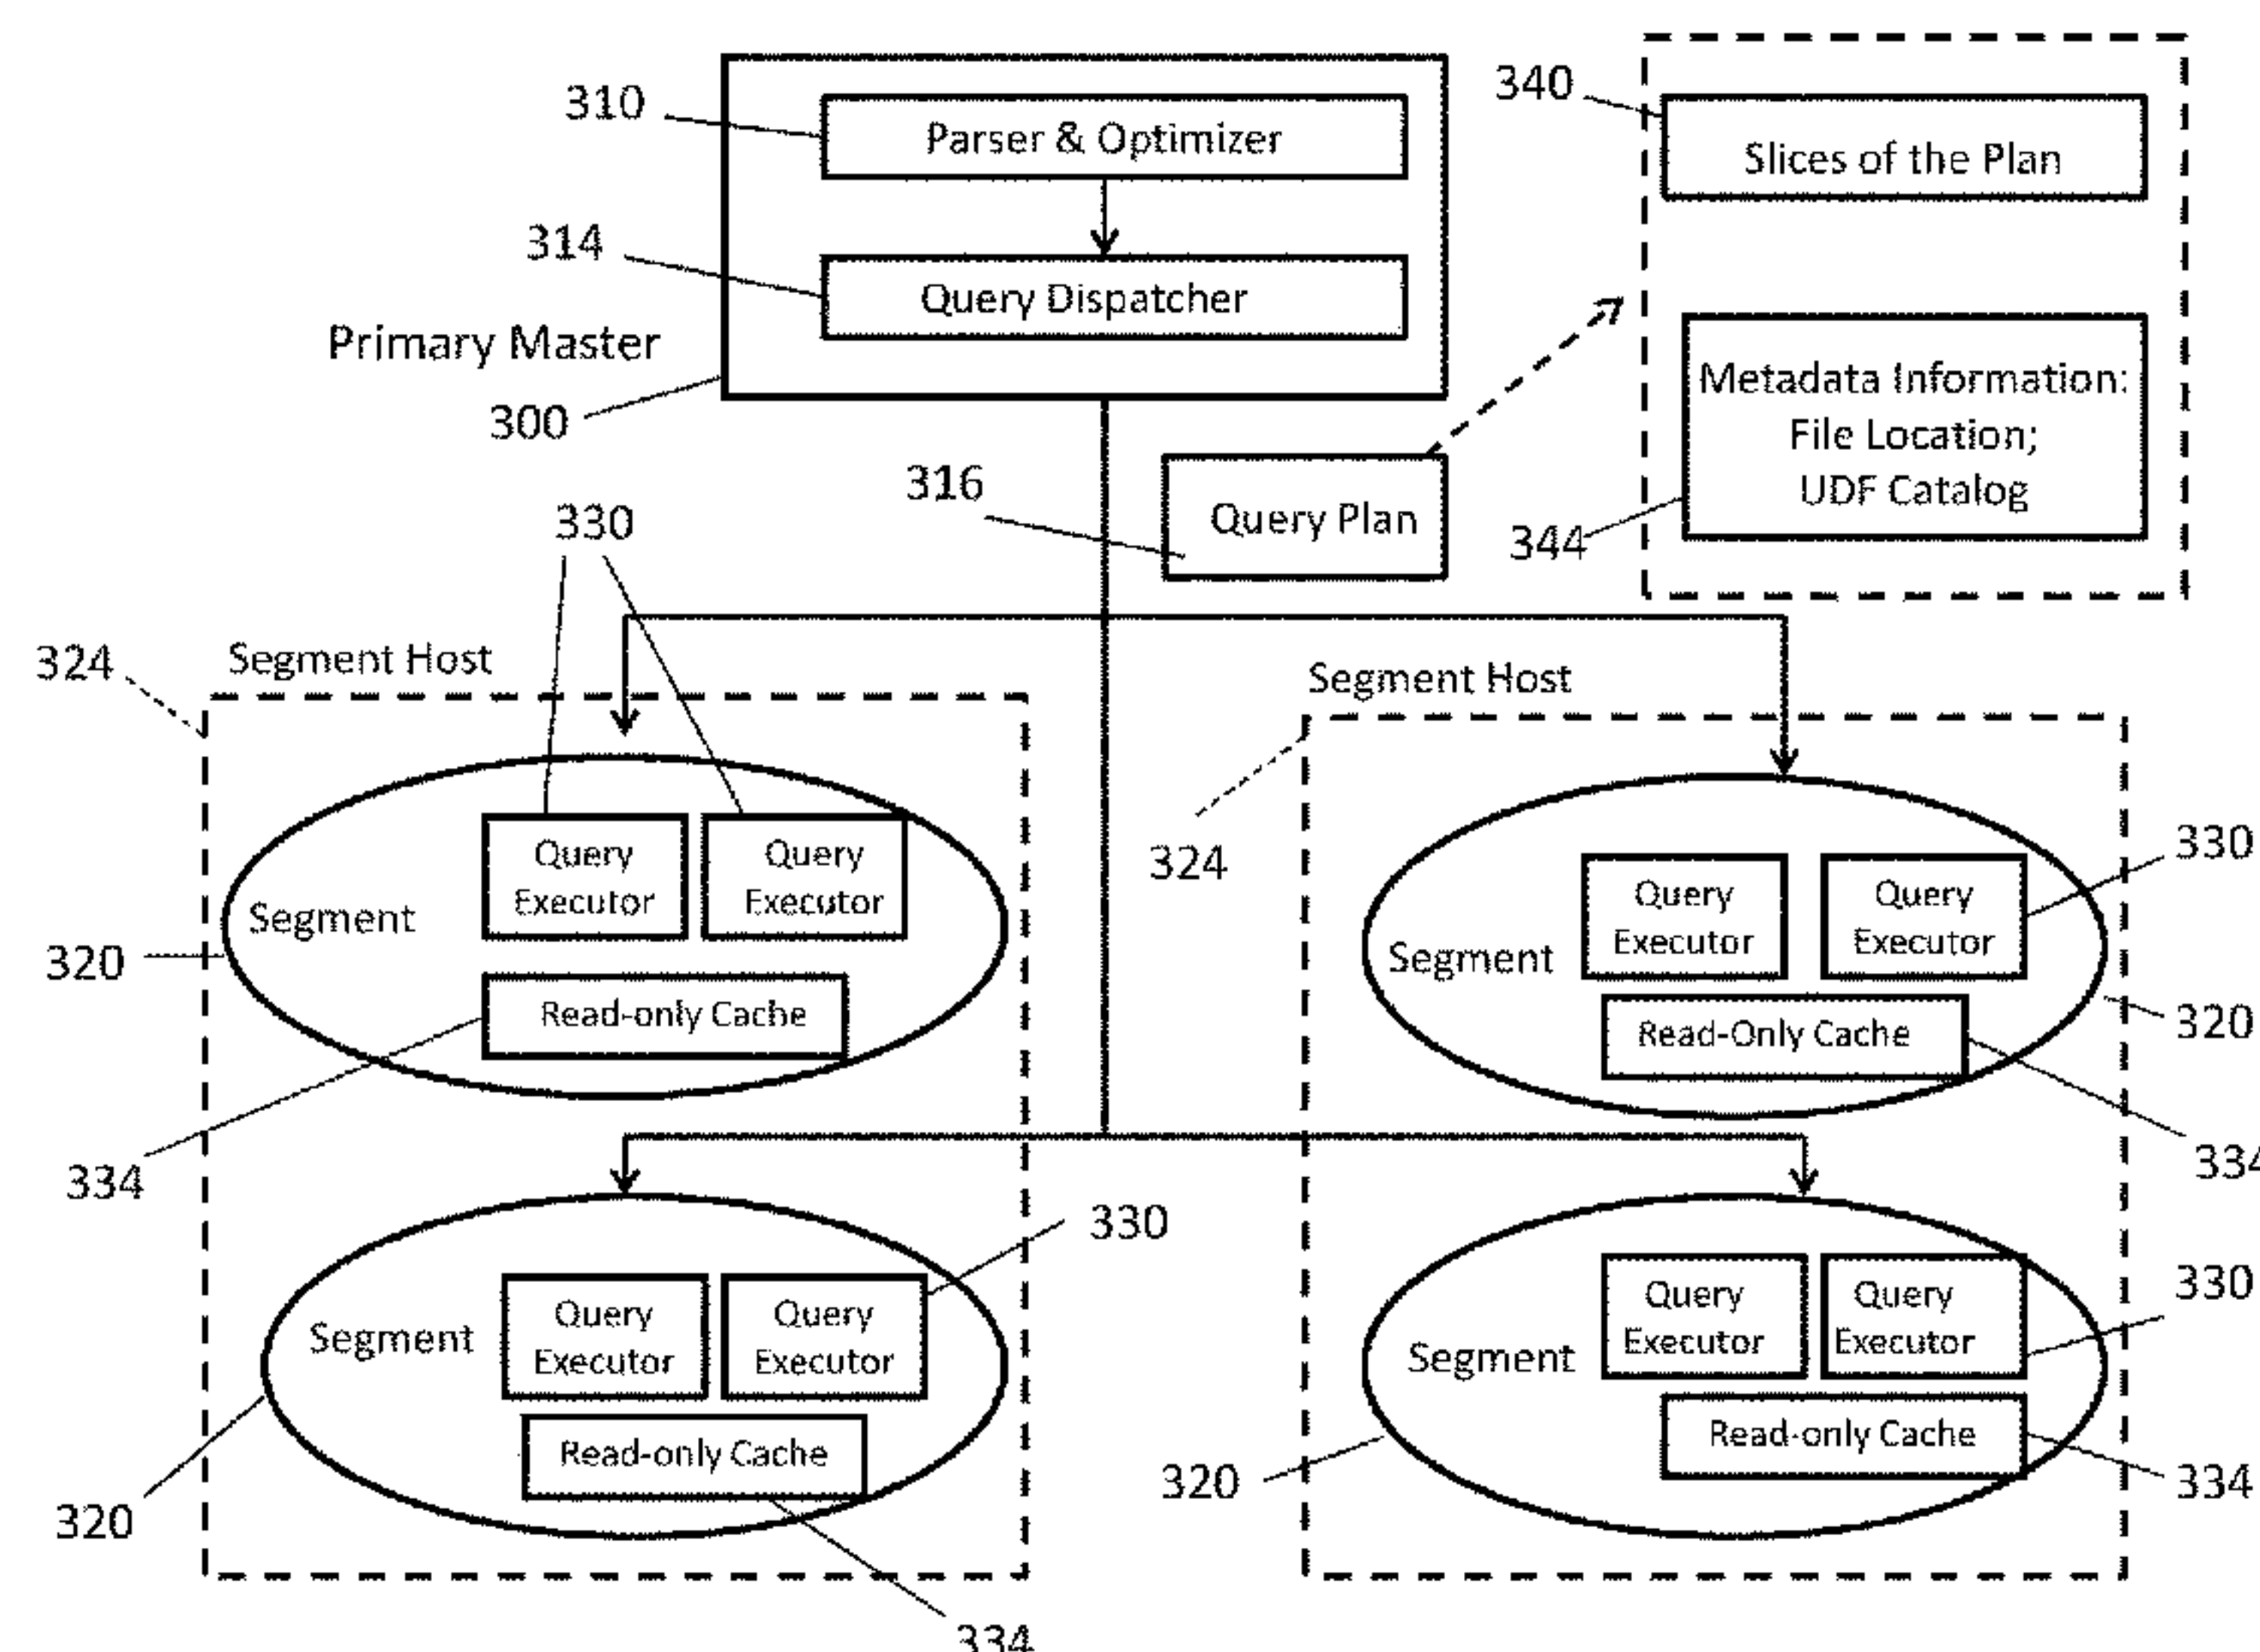 310
Parser & Optimizer
340
Slices of the Plan
314
Query Dispatcher
Primary Master
300
Metadata Information:
File Location;
UDF Catalog
344
316
Query Plan
330
324
Segment Host
Segment Host
324
Query
Executor
Query
Executor
Segment
320
Read-only Cache
334
Query
Executor
Query
Executor
330
Segment
320
Read-Only Cache
334
330
Query
Executor
Query
Executor
Segment
Read-only Cache
320
334
Query
Executor
Query
Executor
330
Segment
Read-only Cache
320
334